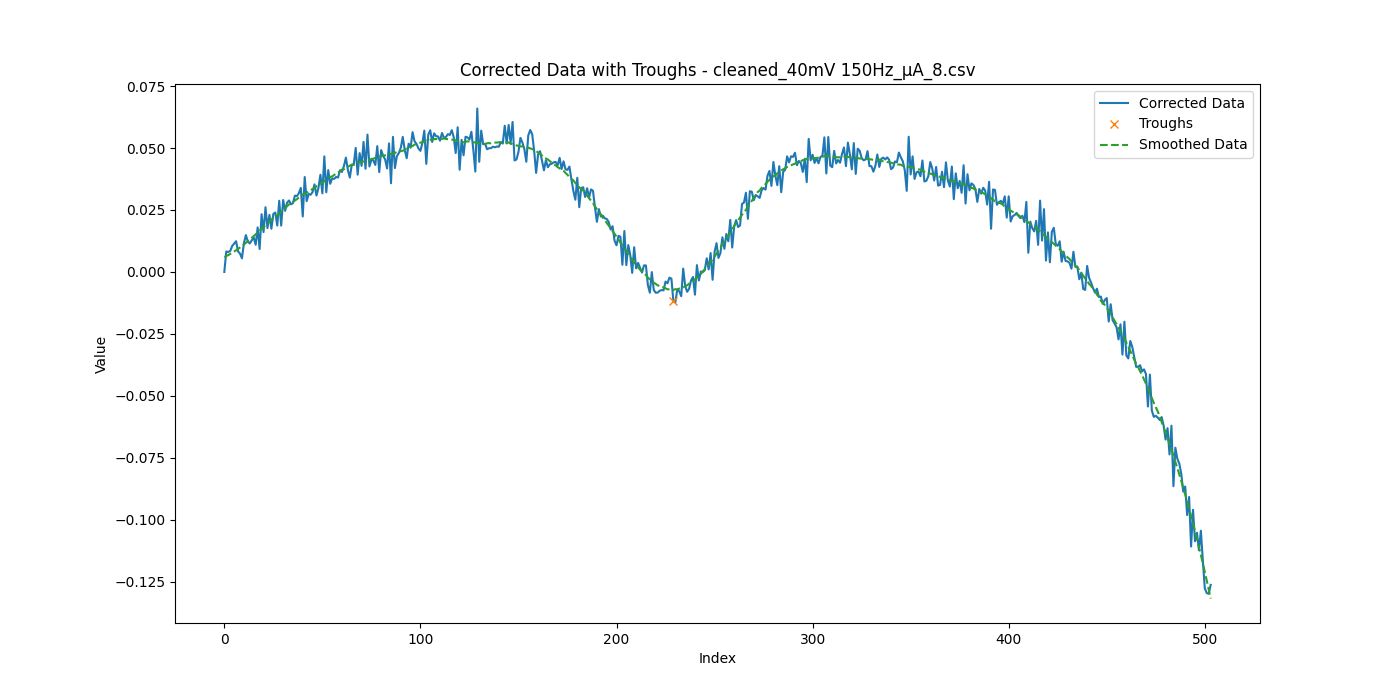 Corrected Data with Troughs - cleaned_40mV 150Hz_μA_8.csv
Corrected Data
Troughs
Smoothed Data
Value
0.075
0.050
0.025
0.000
−0.025
−0.050
−0.075
−0.100
−0.125
0 100 200 300 400 500
Index